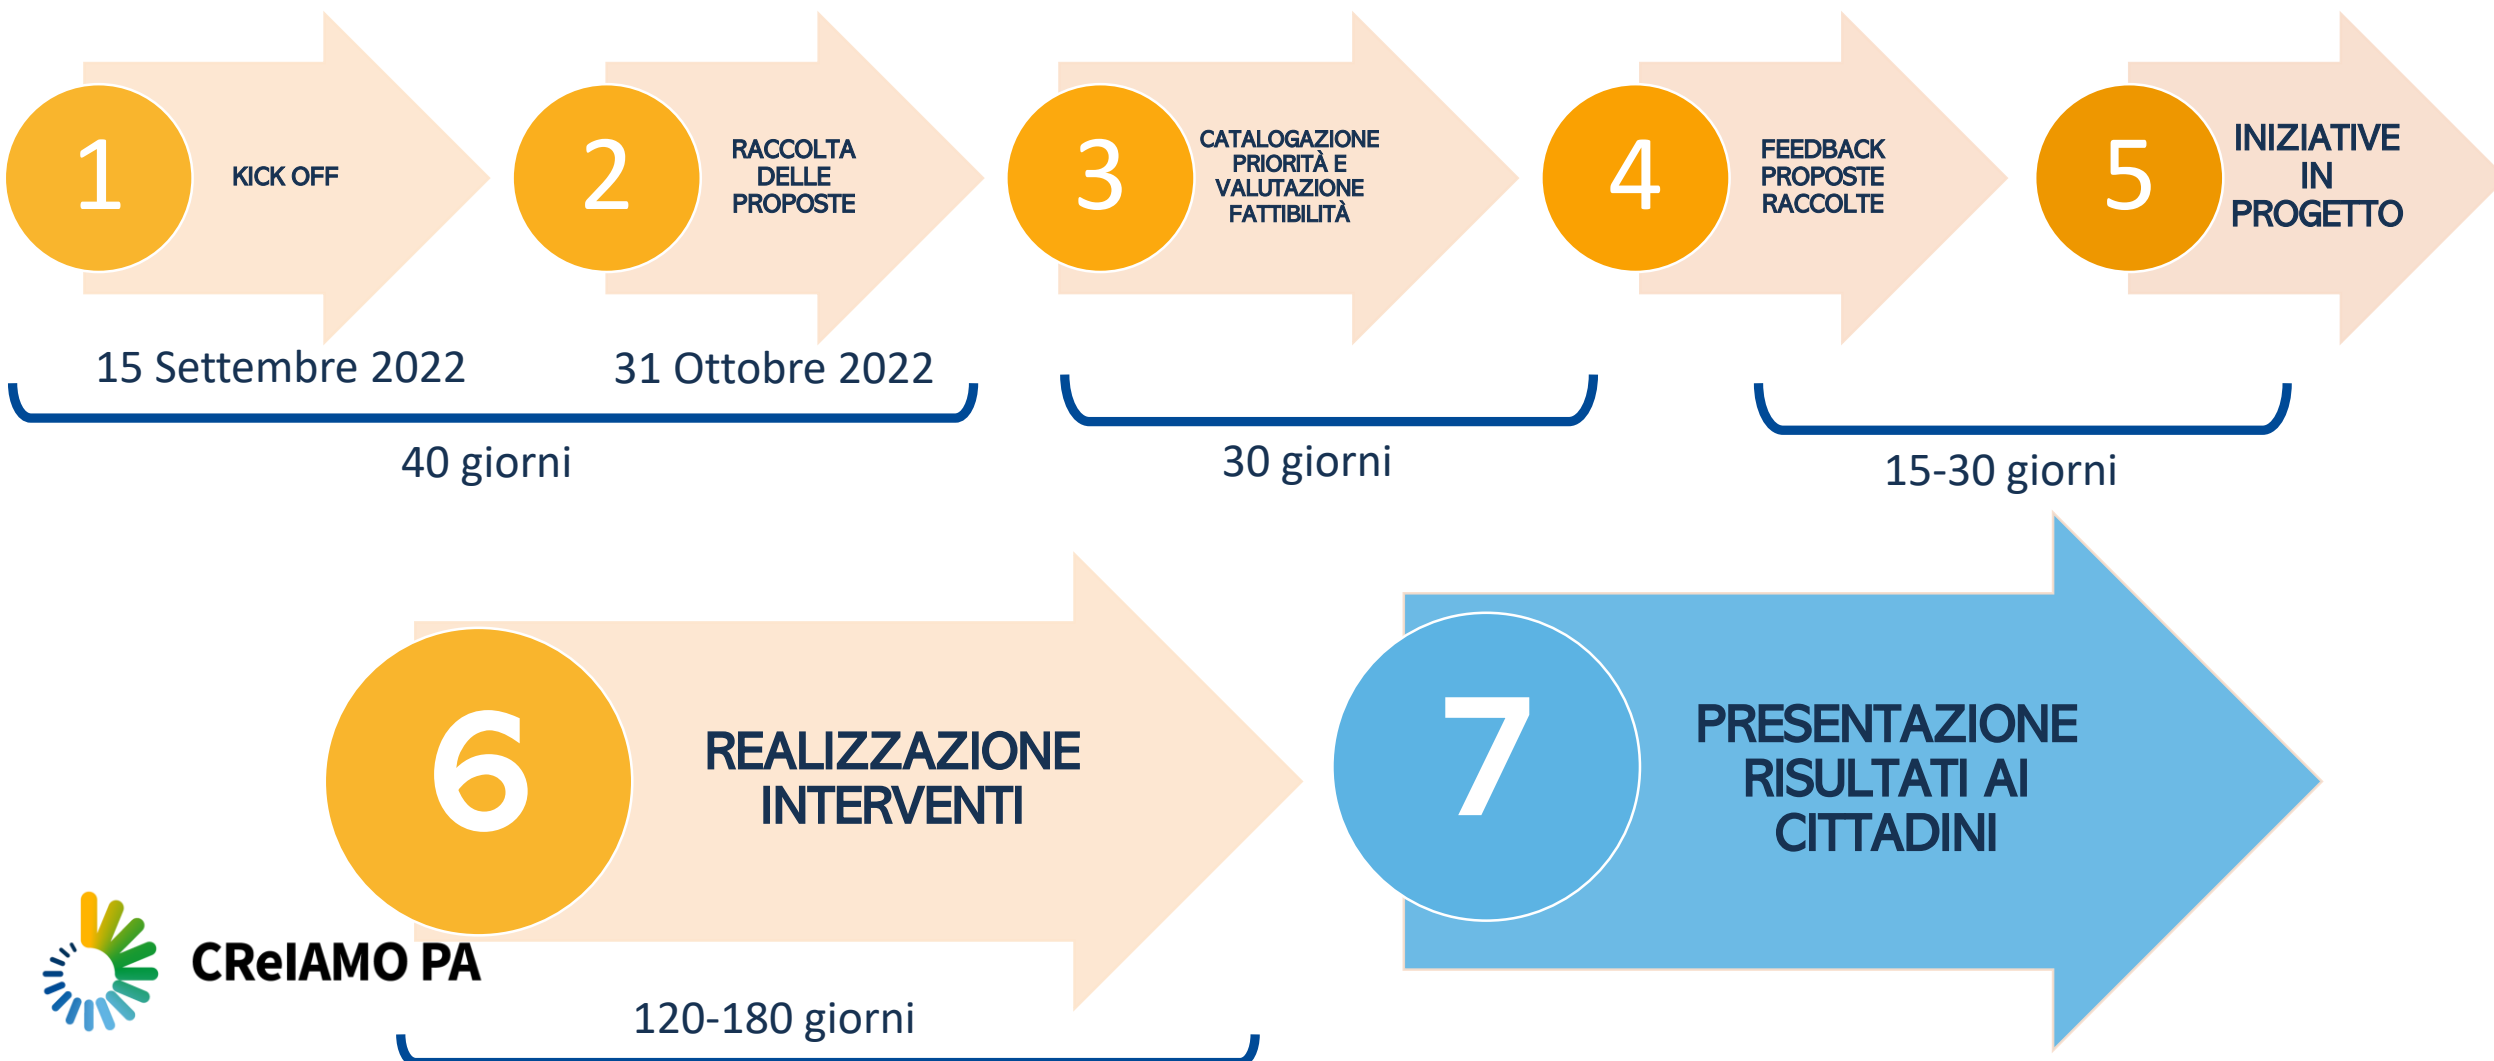 1
KICK OFF
2
RACCOLTA
DELLE
PROPOSTE
3
CATALOGAZIONE
PRIORITÀ E
VALUTAZIONE
FATTIBILITÀ
4
FEEDBACK
PROPOSTE
RACCOLTE
5
INIZIATIVE
IN
PROGETTO
15 Settembre 2022
31 Ottobre 2022
40 giorni
30 giorni
15-30 giorni
6
REALIZZAZIONE
INTERVENTI
7
PRESENTAZIONE
RISULTATI AI
CITTADINI
CReIAMO PA
120-180 giorni